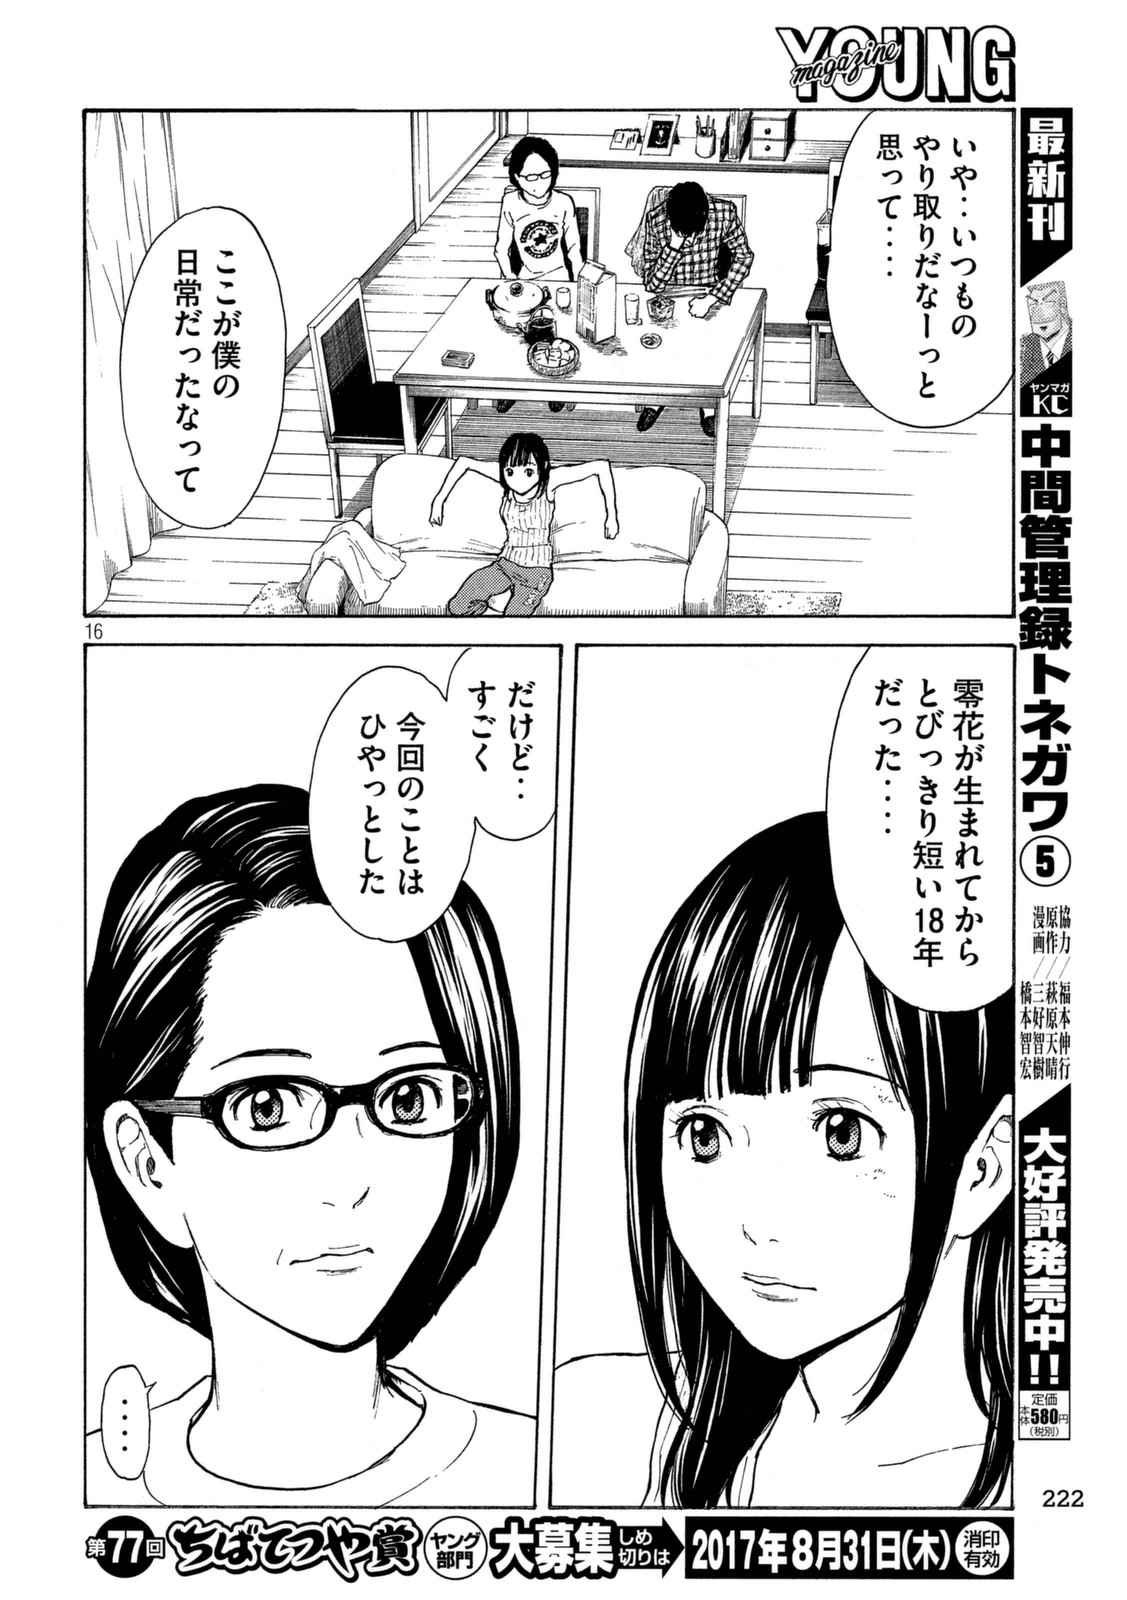 YOUNG
magazine
いや‥いつもの
やり取りだなーっと
思って‥‥
ここが僕の
日常だったなって
16
零花が生まれてから
とびっきり短い18年
だった‥‥
だけど‥
すごく
今回のことは
ひやっとした
‥‥
最新刊
ヤンマガ
KC
中間管理録トネガワ⑤
協力/福本伸行
原作/萩原天晴
漫画/三好智樹
橋本智宏
大好評発売中!!
定価
本体580円
(税別)
222
第77回
ちばてつや賞
ヤング
部門
大募集
しめ
切りは
2017年8月31日(木)
消印
有効